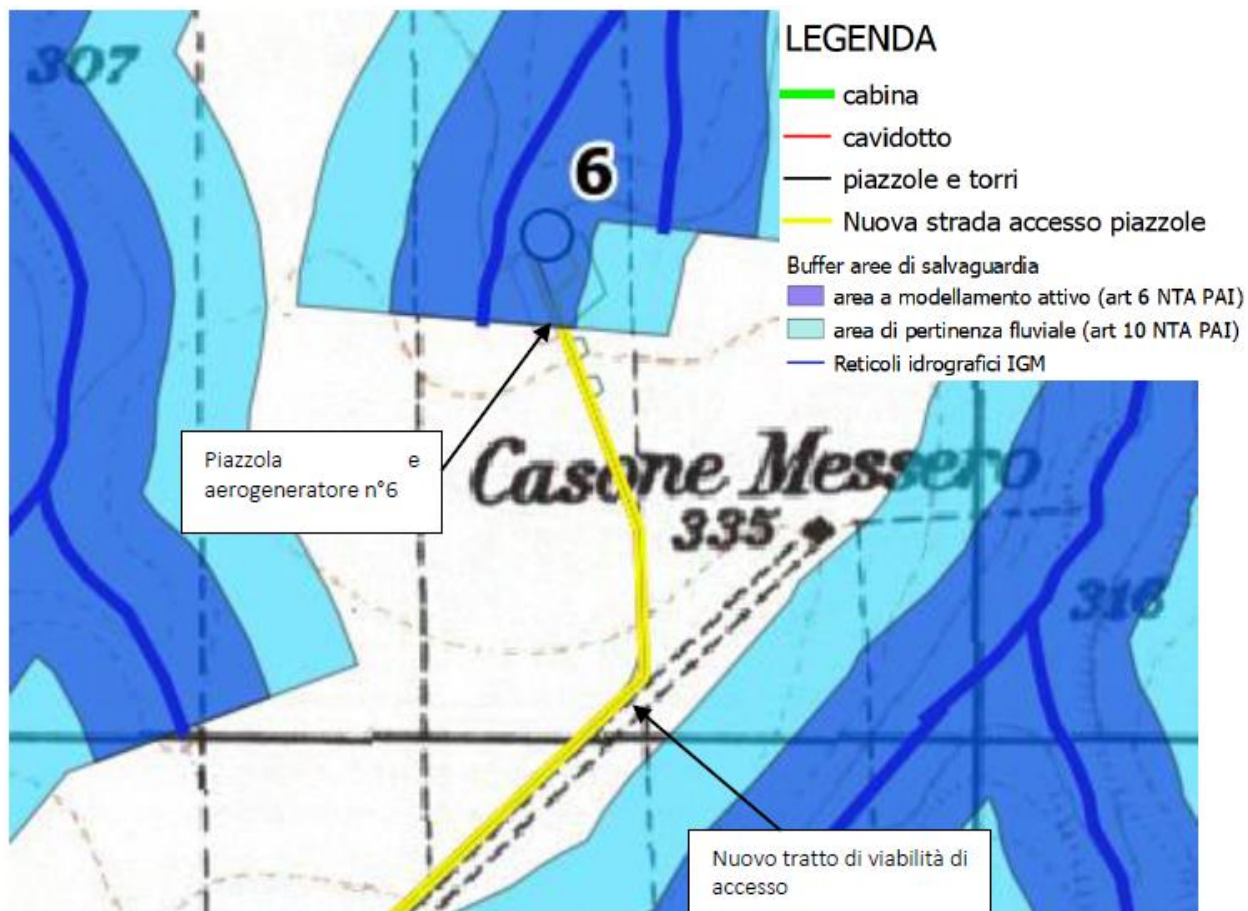 307
6
LEGENDA
cabina
cavidotto
piazzole e torri
Nuova strada accesso piazzole
Buffer aree di salvaguardia
area a modellamento attivo (art 6 NTA PAI)
area di pertinenza fluviale (art 10 NTA PAI)
Reticoli idrografici IGM
Piazzola e
aerogeneratore n°6
Casone Messero
335
316
Nuovo tratto di viabilità di
accesso